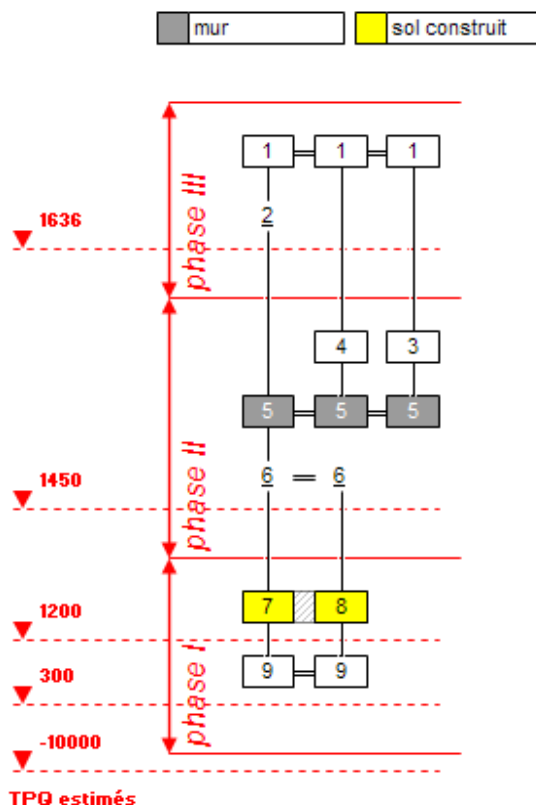 mur sol construit
1 1 1
phase III
2
1636
4 3
5 5 5
phase II
6 = 6
1450
7 8
1200
9 9
300
phase I
-10000
TPQ estimés